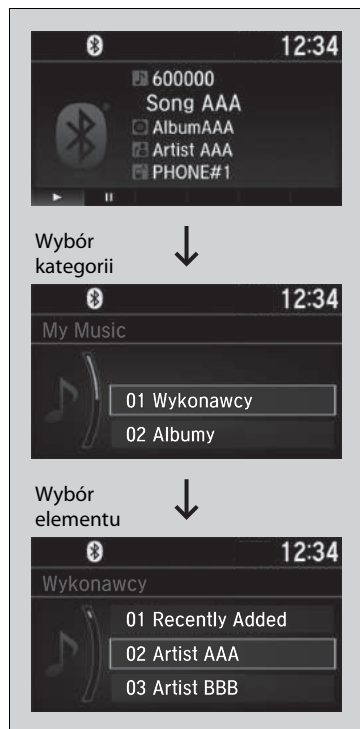 12:34
600000
Song AAA
AlbumAAA
Artist AAA
PHONE#1
Wybór
kategorii
12:34
My Music
01 Wykonawcy
02 Albumy
Wybór
elementu
12:34
Wykonawcy
01 Recently Added
02 Artist AAA
03 Artist BBB